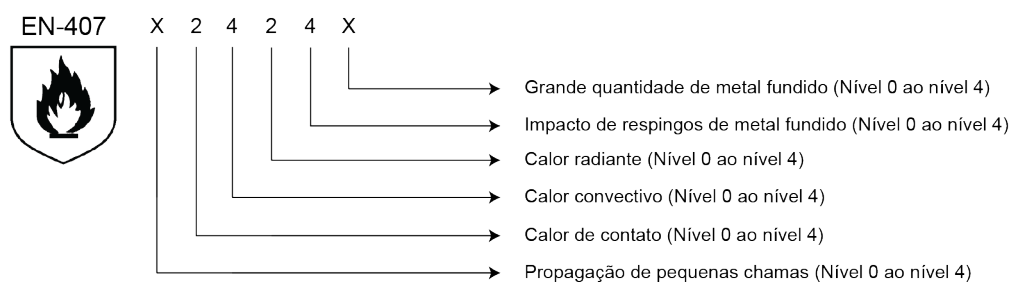 EN-407 X 2 4 2 4 X
Grande quantidade de metal fundido (Nível 0 ao nível 4)
Impacto de respingos de metal fundido (Nível 0 ao nível 4)
Calor radiante (Nível 0 ao nível 4)
Calor convectivo (Nível 0 ao nível 4)
Calor de contato (Nível 0 ao nível 4)
Propagação de pequenas chamas (Nível 0 ao nível 4)